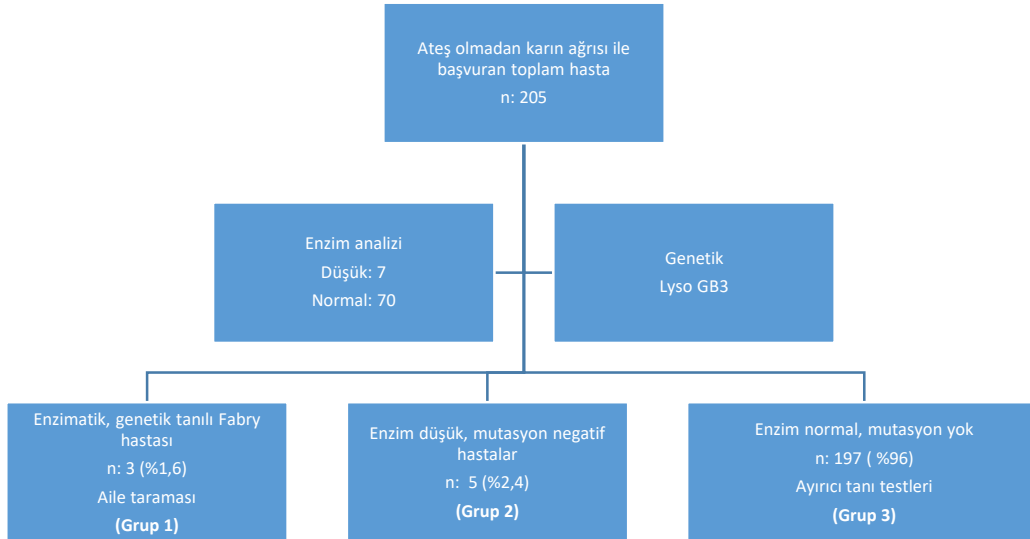 Ateş olmadan karın ağrısı ile
başvuran toplam hasta
n: 205
Enzim analizi
Düşük: 7
Normal: 70
Genetik
Lyso GB3
Enzimatik, genetik tanılı Fabry
hastası
n: 3 (%1,6)
Aile taraması
(Grup 1)
Enzim düşük, mutasyon negatif
hastalar
n:  5 (%2,4)
(Grup 2)
Enzim normal, mutasyon yok
n: 197 ( %96)
Ayırıcı tanı testleri
(Grup 3)